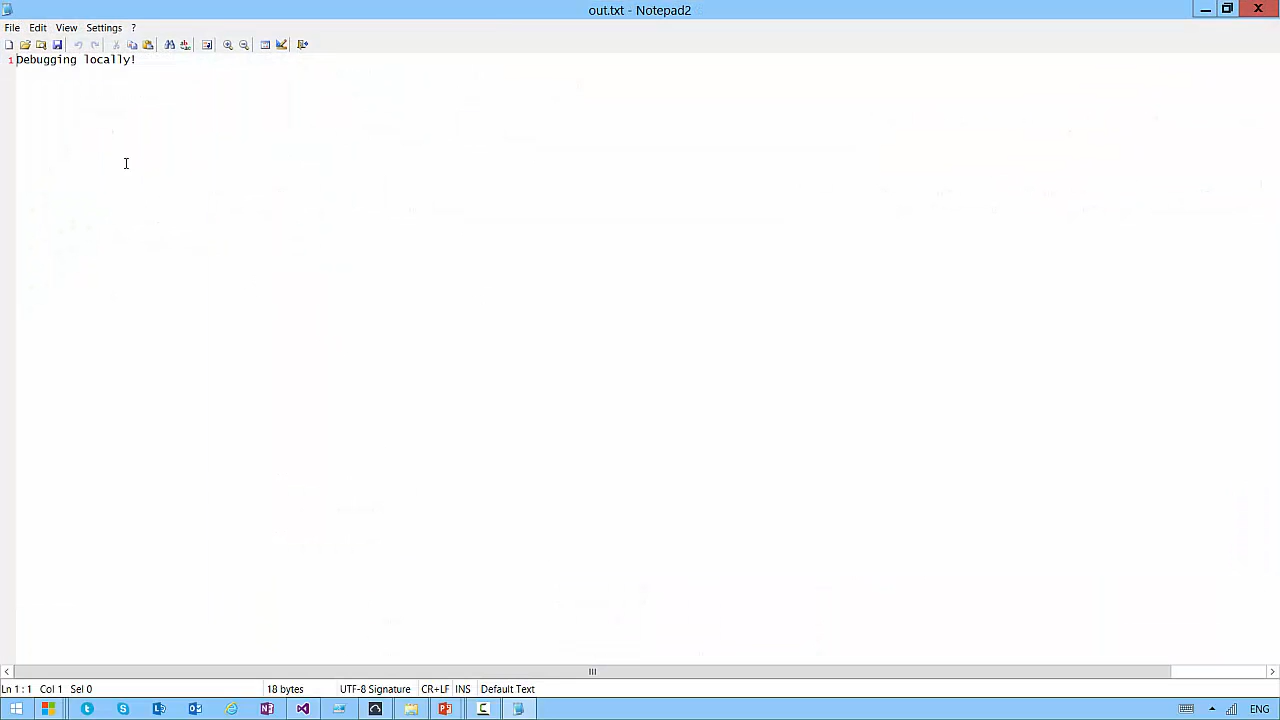 out.txt - Notepad2
File Edit View Settings ?
1 Debugging locally!
Ln 1 : 1 Col 1 Sel 0 18 bytes UTF-8 Signature CR+LF INS Default Text
ENG